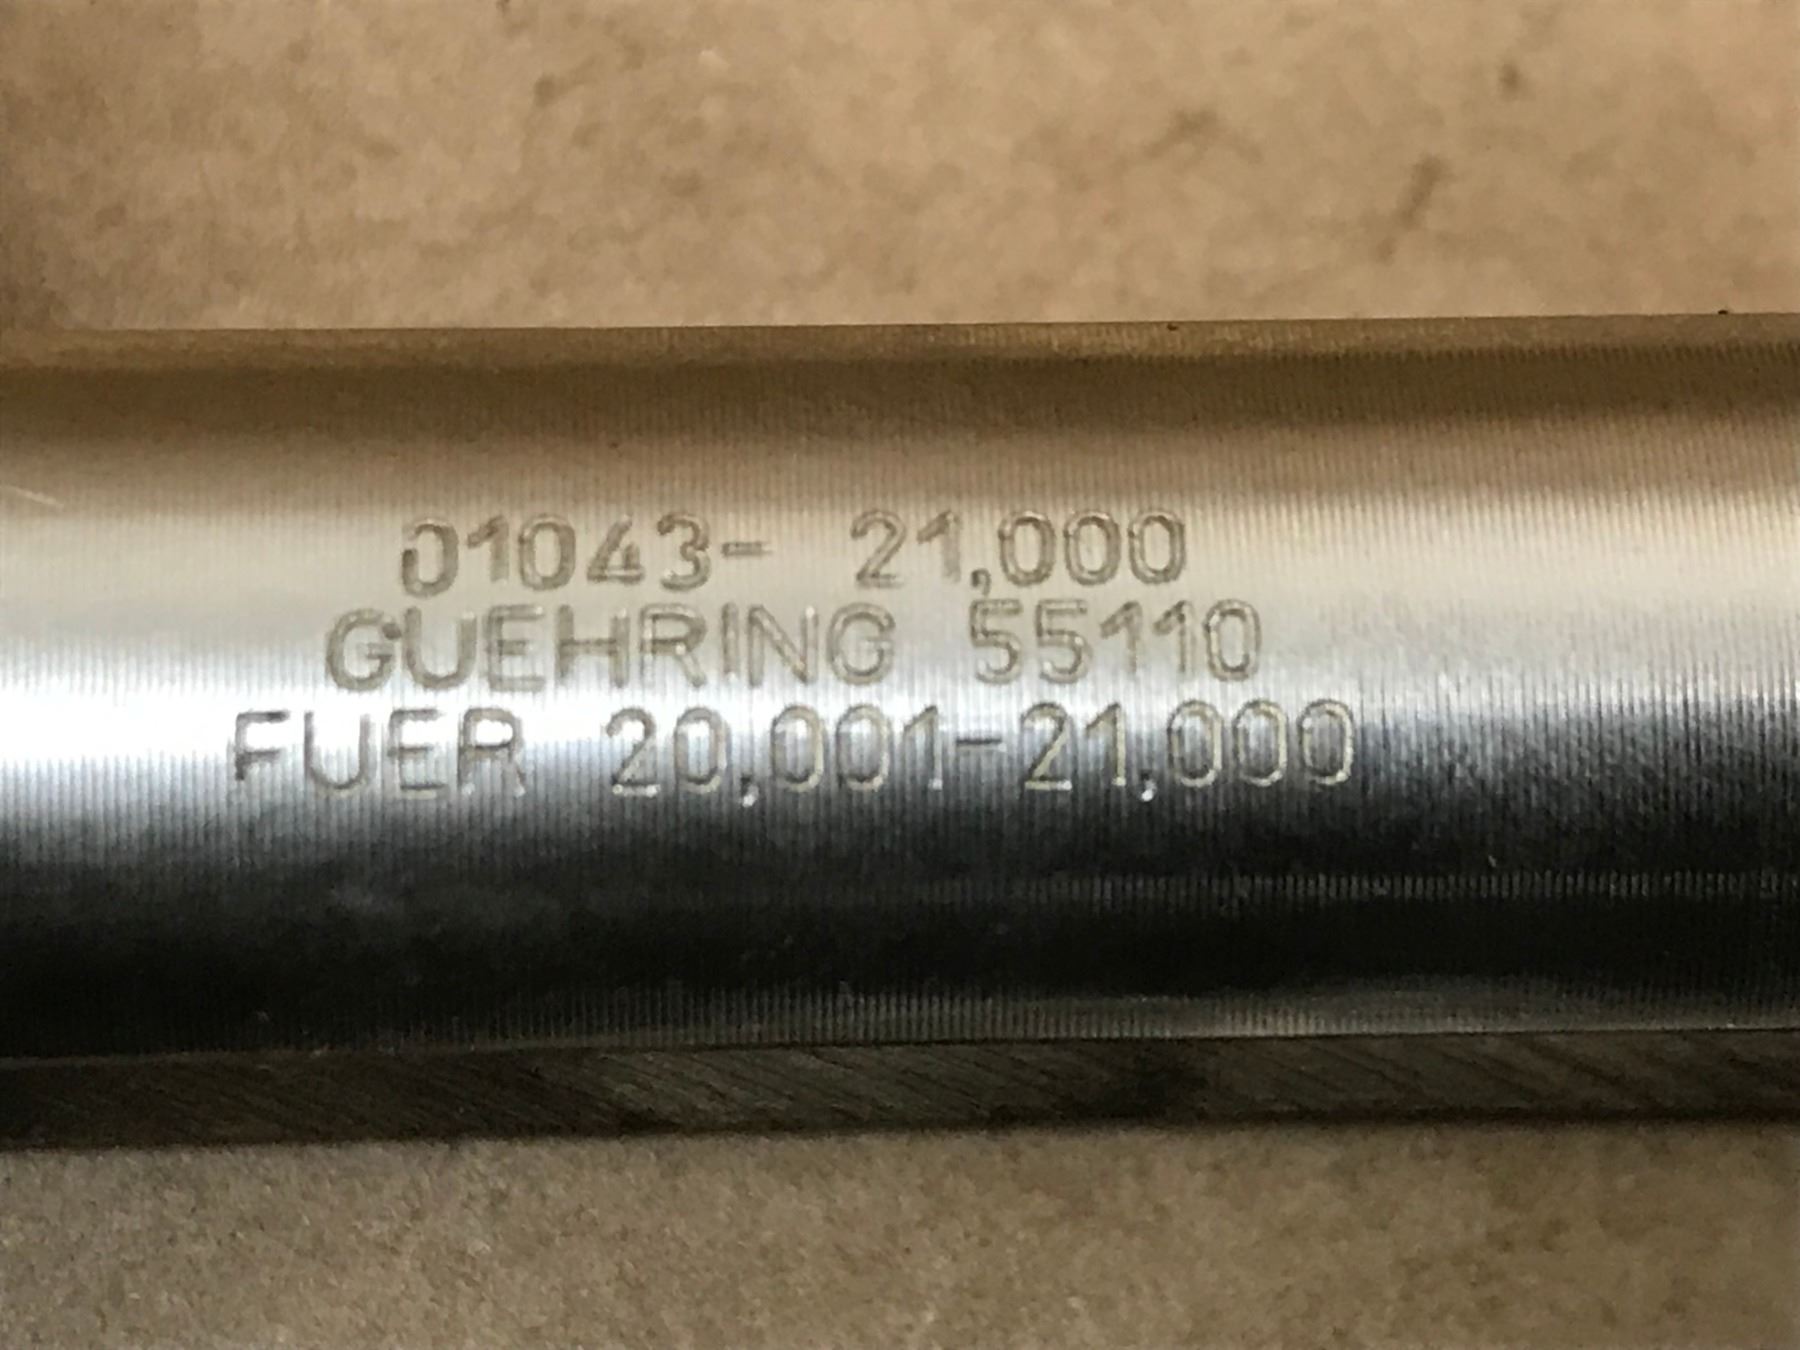 01043- 21,000
GUEHRING 55110
FUER 20,001-21,000